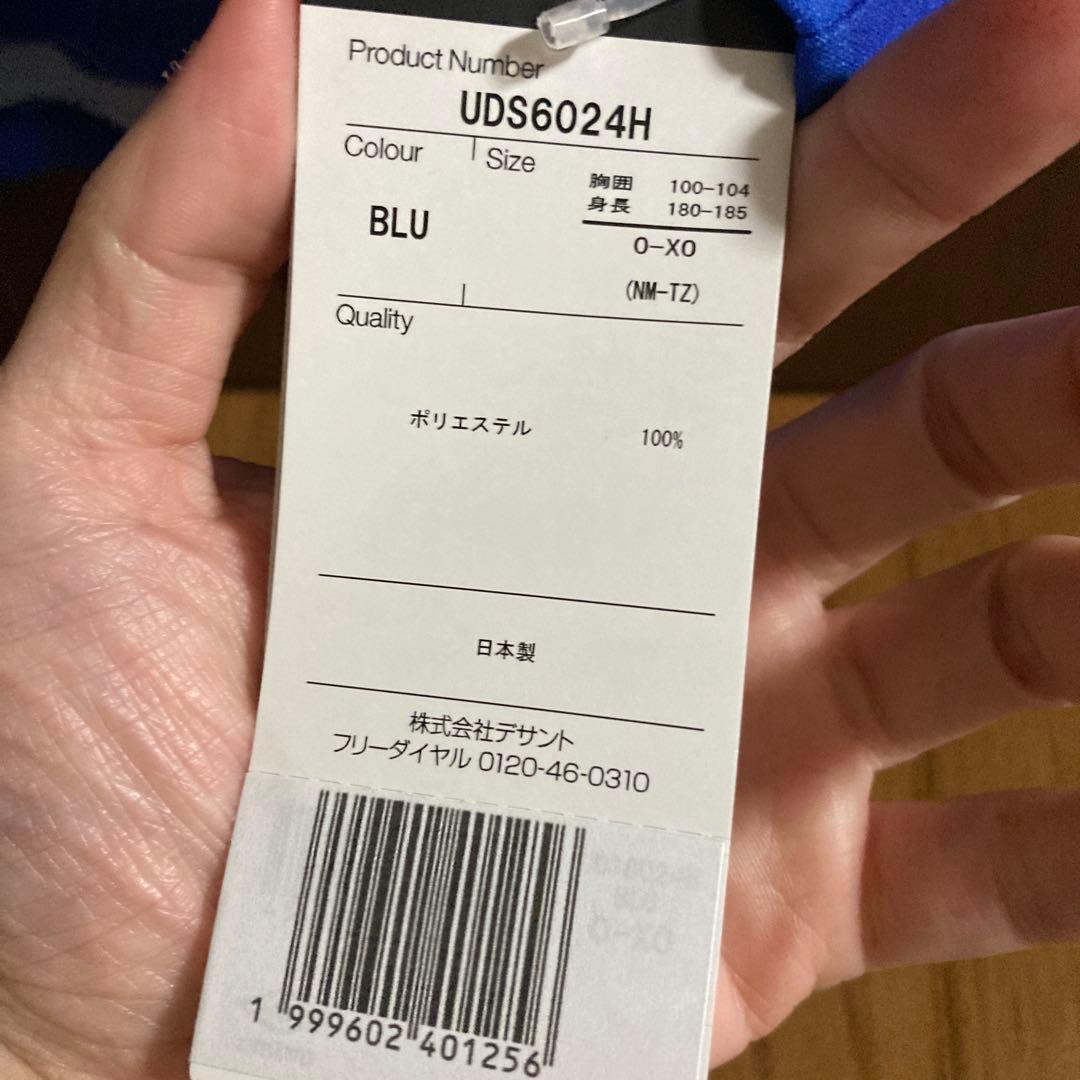 Product Number
UDS6024H
Colour
Size
胸囲 100-104
身長 180-185
BLU
O-XO
(NM-TZ)
Quality
ポリエステル 100%
日本製
株式会社デサント
フリーダイヤル 0120-46-0310
1 999602 401256